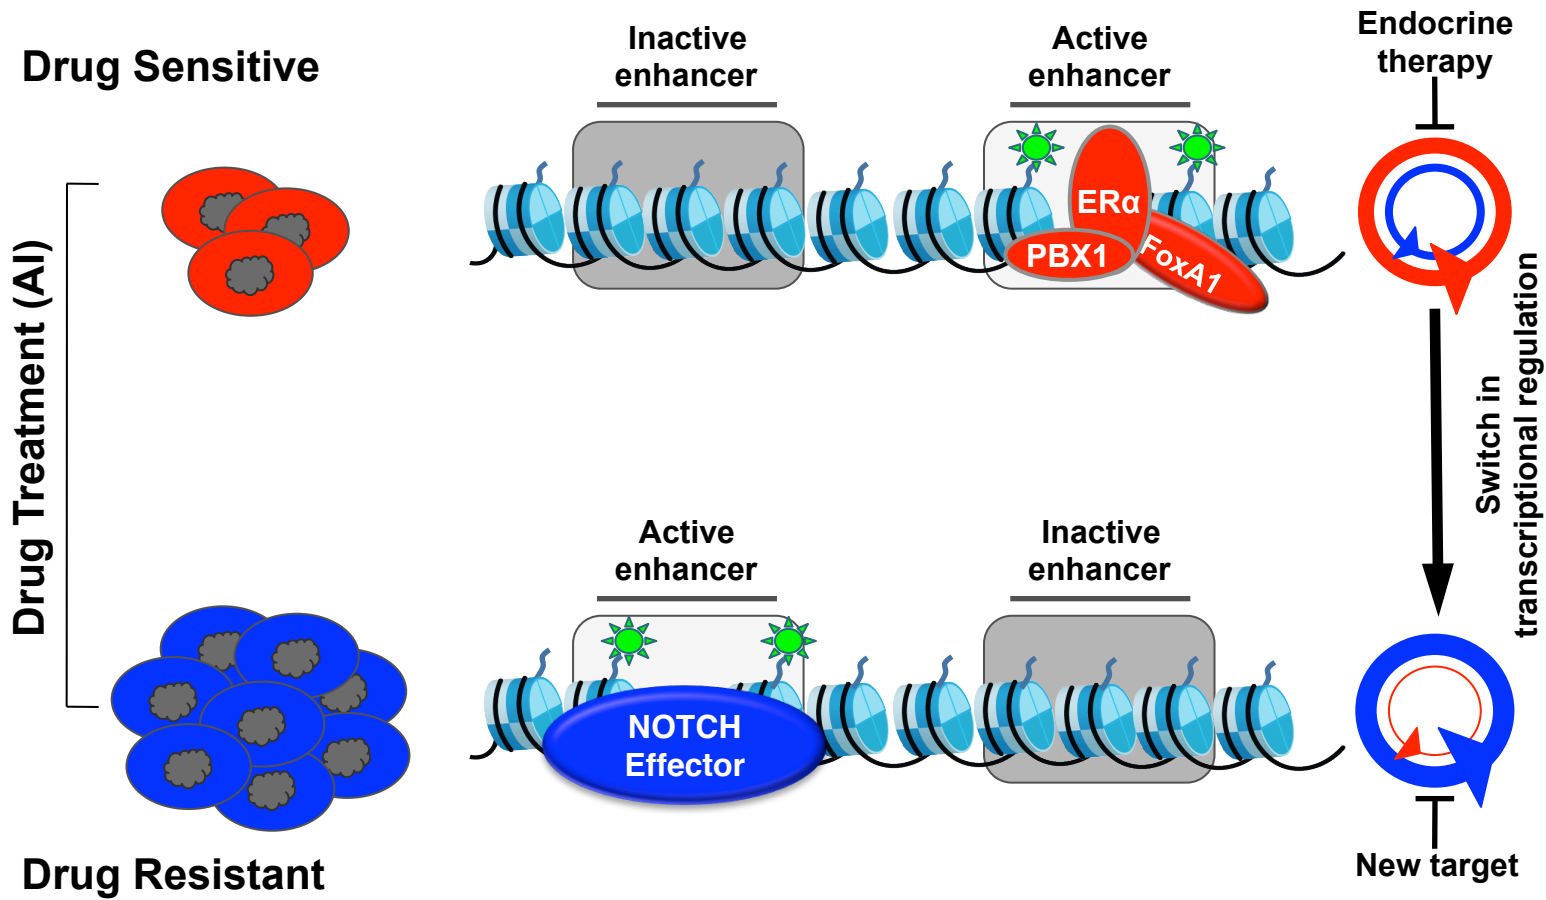 Drug Sensitive
Inactive
enhancer
Active
enhancer
Endocrine
therapy
ERα
PBX1
FoxA1
Drug Treatment (AI)
Switch in
transcriptional regulation
Active
enhancer
Inactive
enhancer
NOTCH
Effector
Drug Resistant
New target